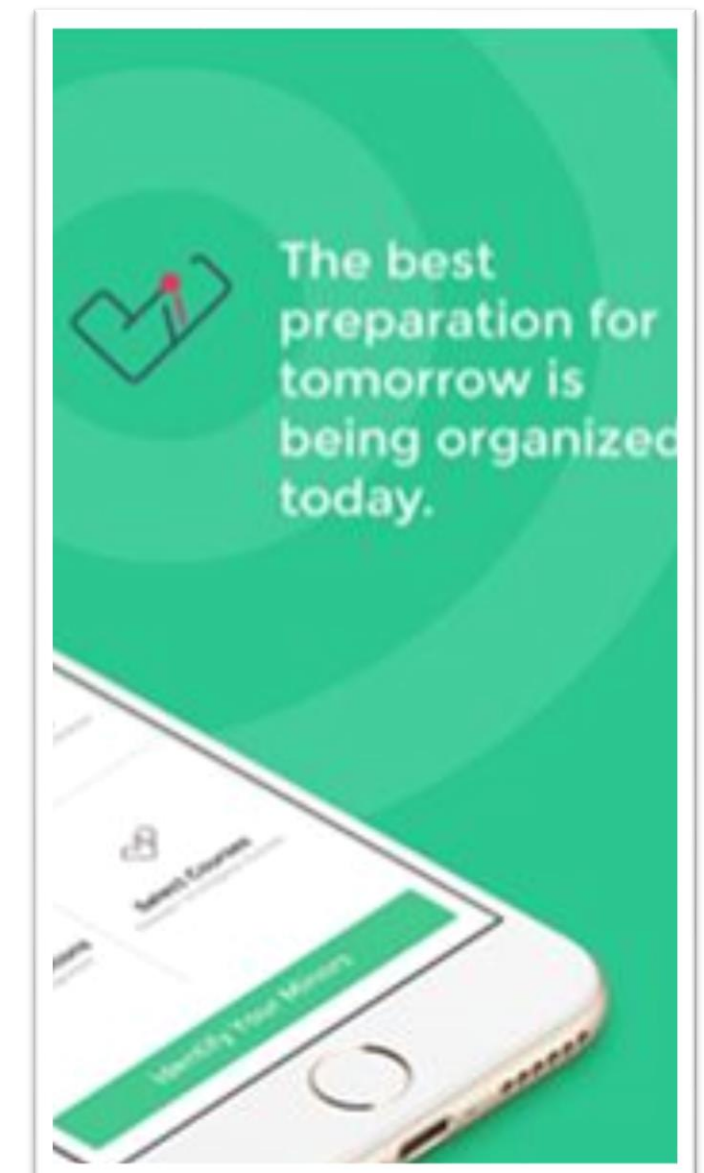 The best
preparation for
tomorrow is
being organized
today.
Select Courses
Identify Your Minors